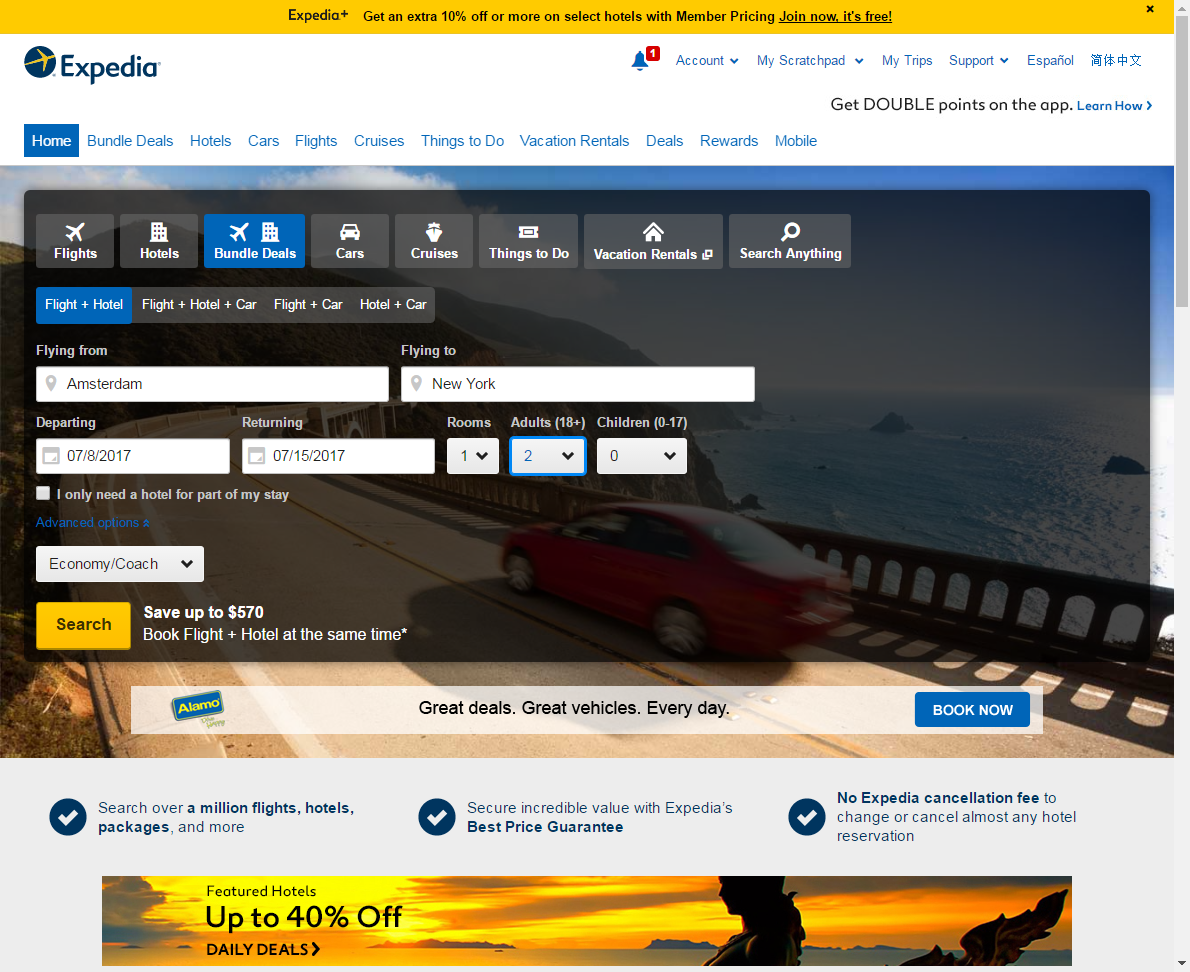 Expedia+ Get an extra 10% off or more on select hotels with Member Pricing Join now, it's free!
Expedia
1
Account My Scratchpad My Trips Support Español 简体中文
Get DOUBLE points on the app. Learn How
Home Bundle Deals Hotels Cars Flights Cruises Things to Do Vacation Rentals Deals Rewards Mobile
Flights Hotels Bundle Deals Cars Cruises Things to Do Vacation Rentals Search Anything
Flight + Hotel Flight + Hotel + Car Flight + Car Hotel + Car
Flying from Flying to
Amsterdam New York
Departing Returning Rooms Adults (18+) Children (0-17)
07/8/2017 07/15/2017 1 2 0
I only need a hotel for part of my stay
Advanced options
Economy/Coach
Search
Save up to $570
Book Flight + Hotel at the same time*
Alamo
Great deals. Great vehicles. Every day.
BOOK NOW
Search over a million flights, hotels,
packages, and more
Secure incredible value with Expedia’s
Best Price Guarantee
No Expedia cancellation fee to
change or cancel almost any hotel
reservation
Featured Hotels
Up to 40% Off
DAILY DEALS